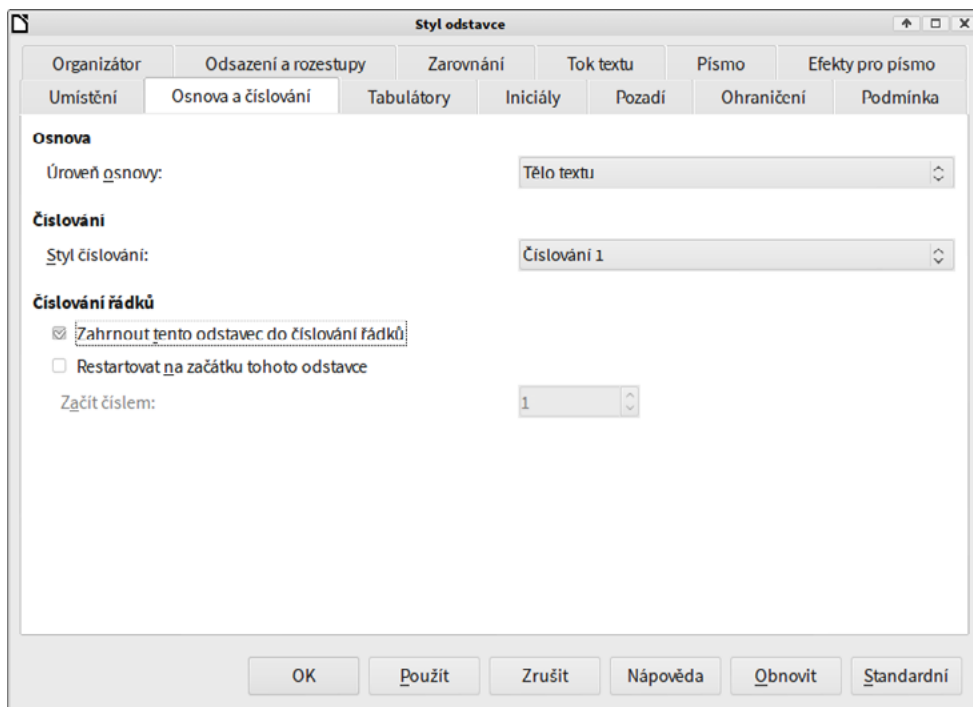 Styl odstavce
Organizátor Odsazení a rozestupy Zarovnání Tok textu Písmo Efekty pro písmo
Umístění Osnova a číslování Tabulátory Iniciály Pozadí Ohraničení Podmínka
Osnova
Úroveň osnovy: Tělo textu
Číslování
Styl číslování: Číslování 1
Číslování řádků
Zahrnout tento odstavec do číslování řádků
Restartovat na začátku tohoto odstavce
Začít číslem: 1
OK Použít Zrušit Nápověda Obnovit Standardní